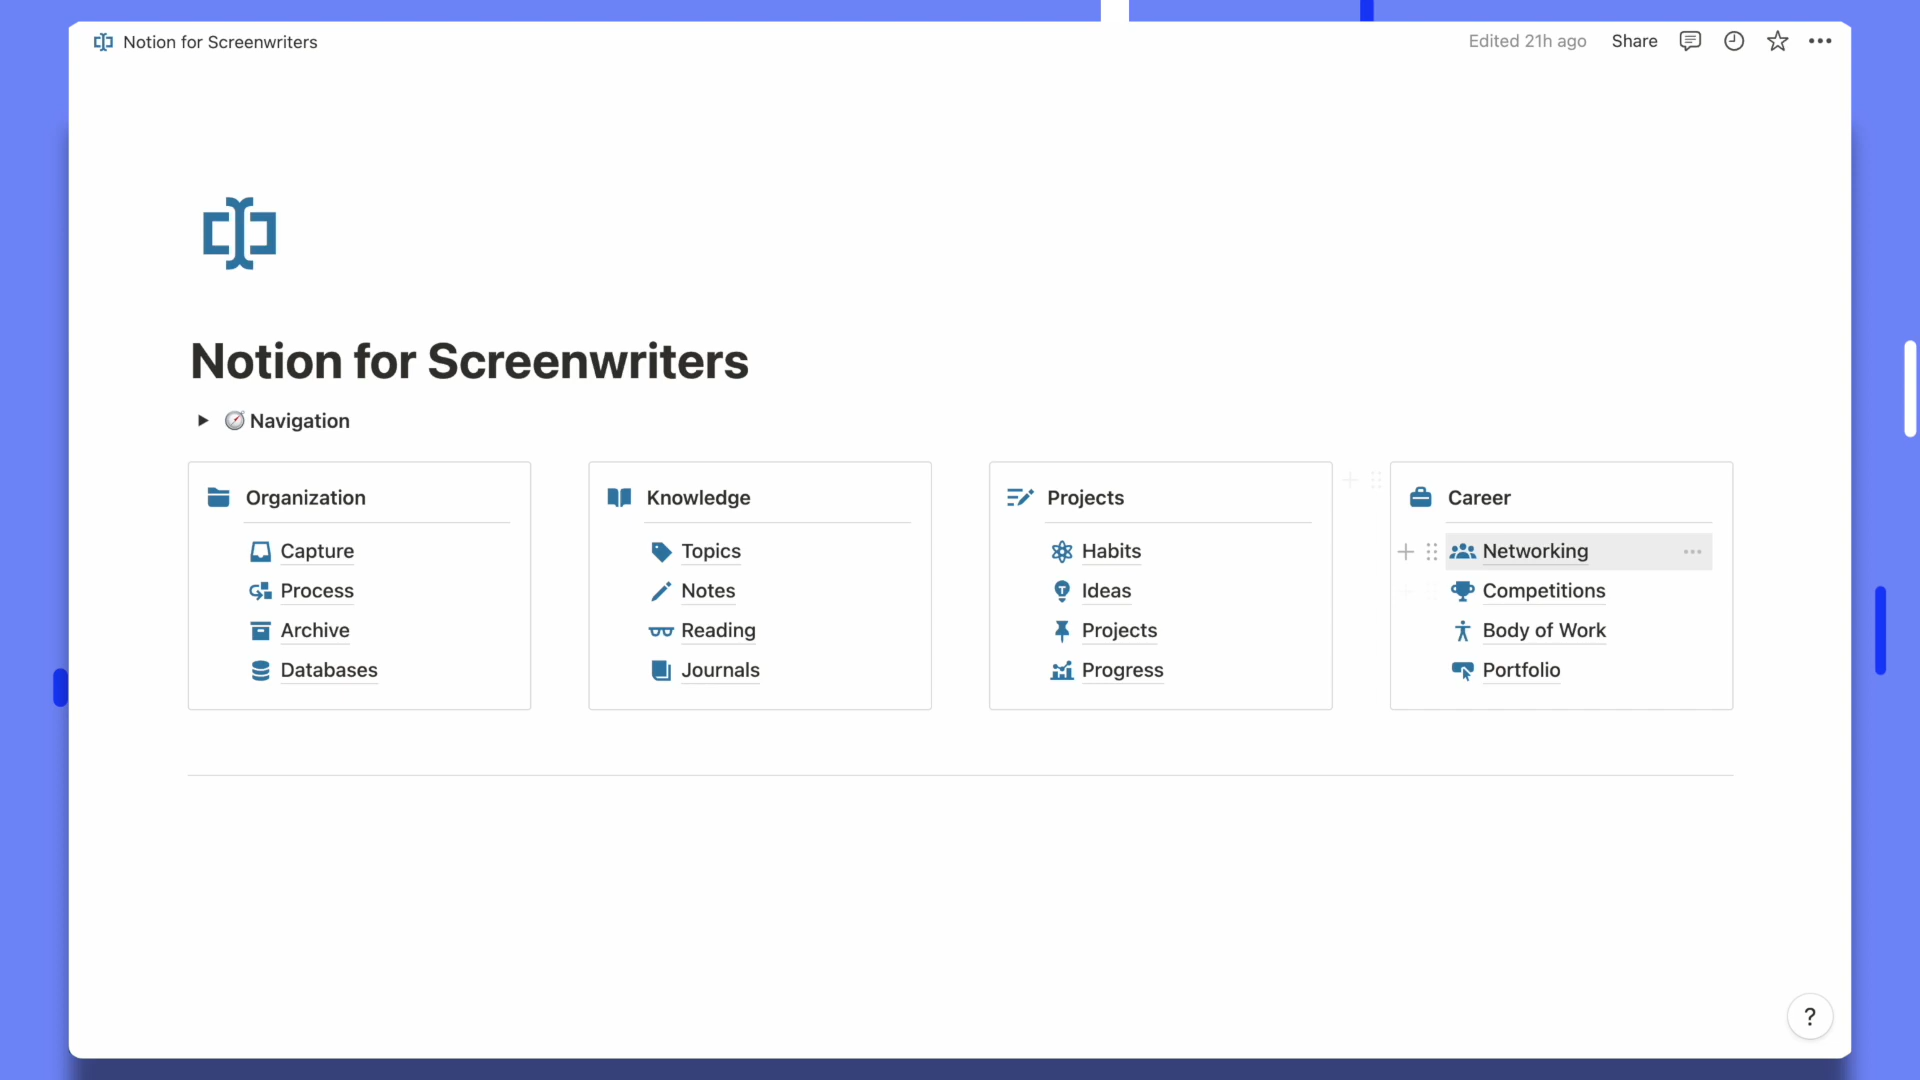 Notion for Screenwriters
Edited 21h ago
Share
Notion for Screenwriters
Navigation
Organization
Capture
Process
Archive
Databases
Knowledge
Topics
Notes
Reading
Journals
Projects
Habits
Ideas
Projects
Progress
Career
Networking
Competitions
Body of Work
Portfolio
?